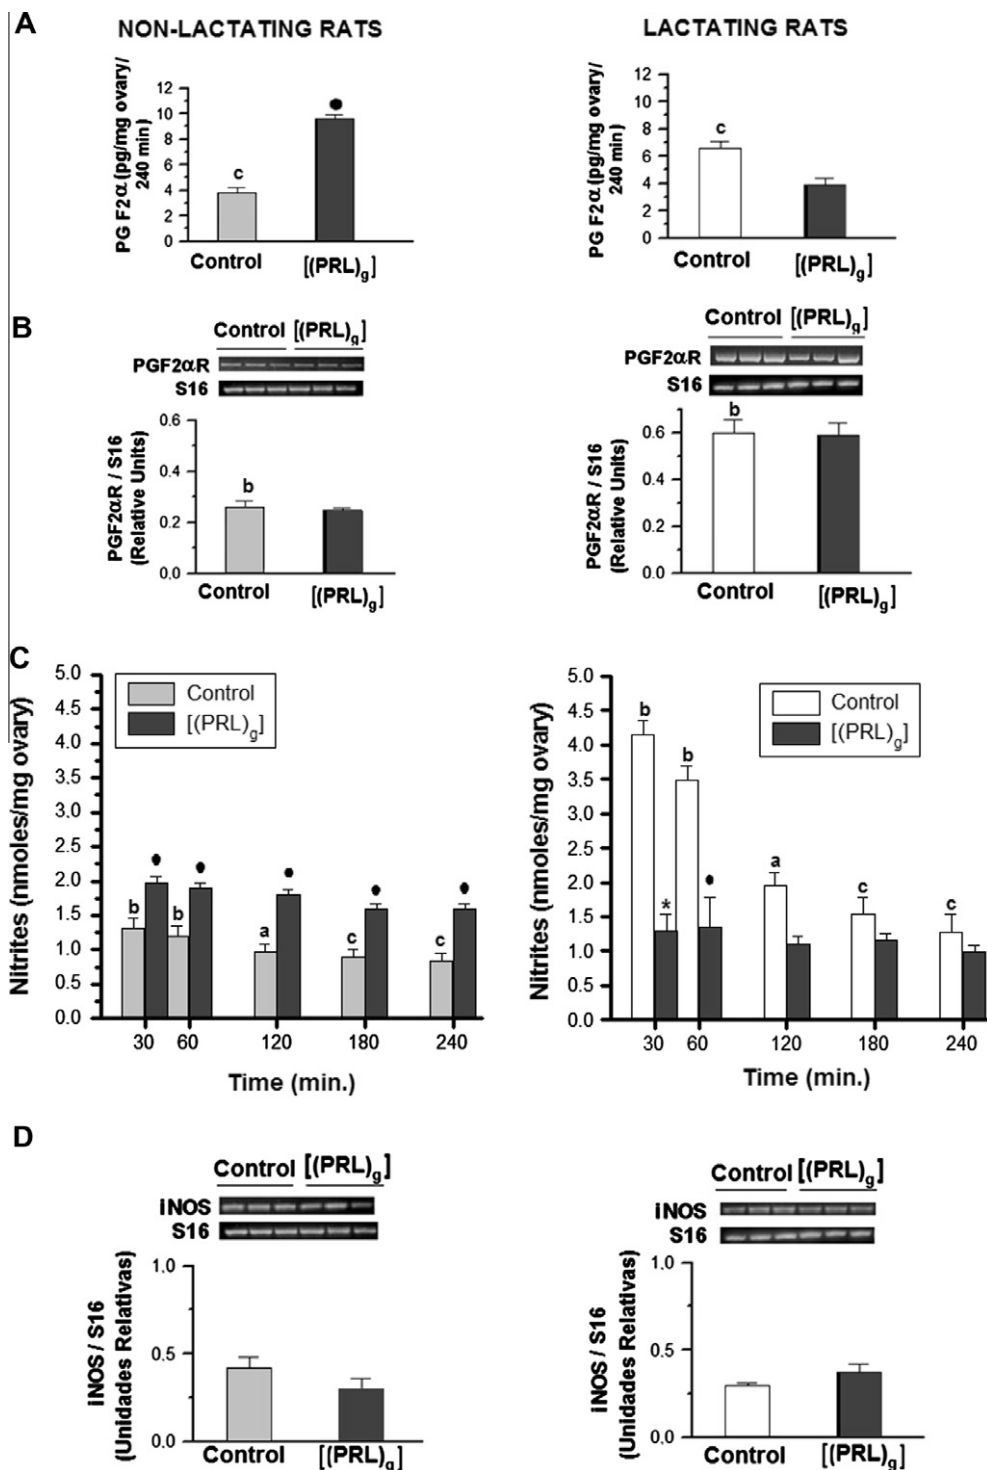 A
NON-LACTATING RATS
LACTATING RATS
PG F2α (pg/mg ovary/
240 min)
12
10
8
6
4
2
0
c
●
Control
[(PRL)g]
PG F2α (pg/mg ovary/
240 min)
12
10
8
6
4
2
0
c
Control
[(PRL)g]
B
Control [(PRL)g]
PGF2αR
S16
PGF2αR / S16
(Relative Units)
0.6
0.4
0.2
0.0
b
Control
[(PRL)g]
Control [(PRL)g]
PGF2αR
S16
PGF2αR / S16
(Relative Units)
0.6
0.4
0.2
0.0
b
Control
[(PRL)g]
C
Nitrites (nmoles/mg ovary)
5.0
4.5
4.0
3.5
3.0
2.5
2.0
1.5
1.0
0.5
0.0
Control
[(PRL)g]
b ● b ● a ● c ● c ●
30 60 120 180 240
Time (min.)
Nitrites (nmoles/mg ovary)
5.0
4.5
4.0
3.5
3.0
2.5
2.0
1.5
1.0
0.5
0.0
Control
[(PRL)g]
b * b ● a c c
30 60 120 180 240
Time (min.)
D
Control [(PRL)g]
iNOS
S16
iNOS / S16
(Unidades Relativas)
1.0
0.5
0.0
Control
[(PRL)g]
Control [(PRL)g]
iNOS
S16
iNOS / S16
(Unidades Relativas)
1.0
0.5
0.0
Control
[(PRL)g]